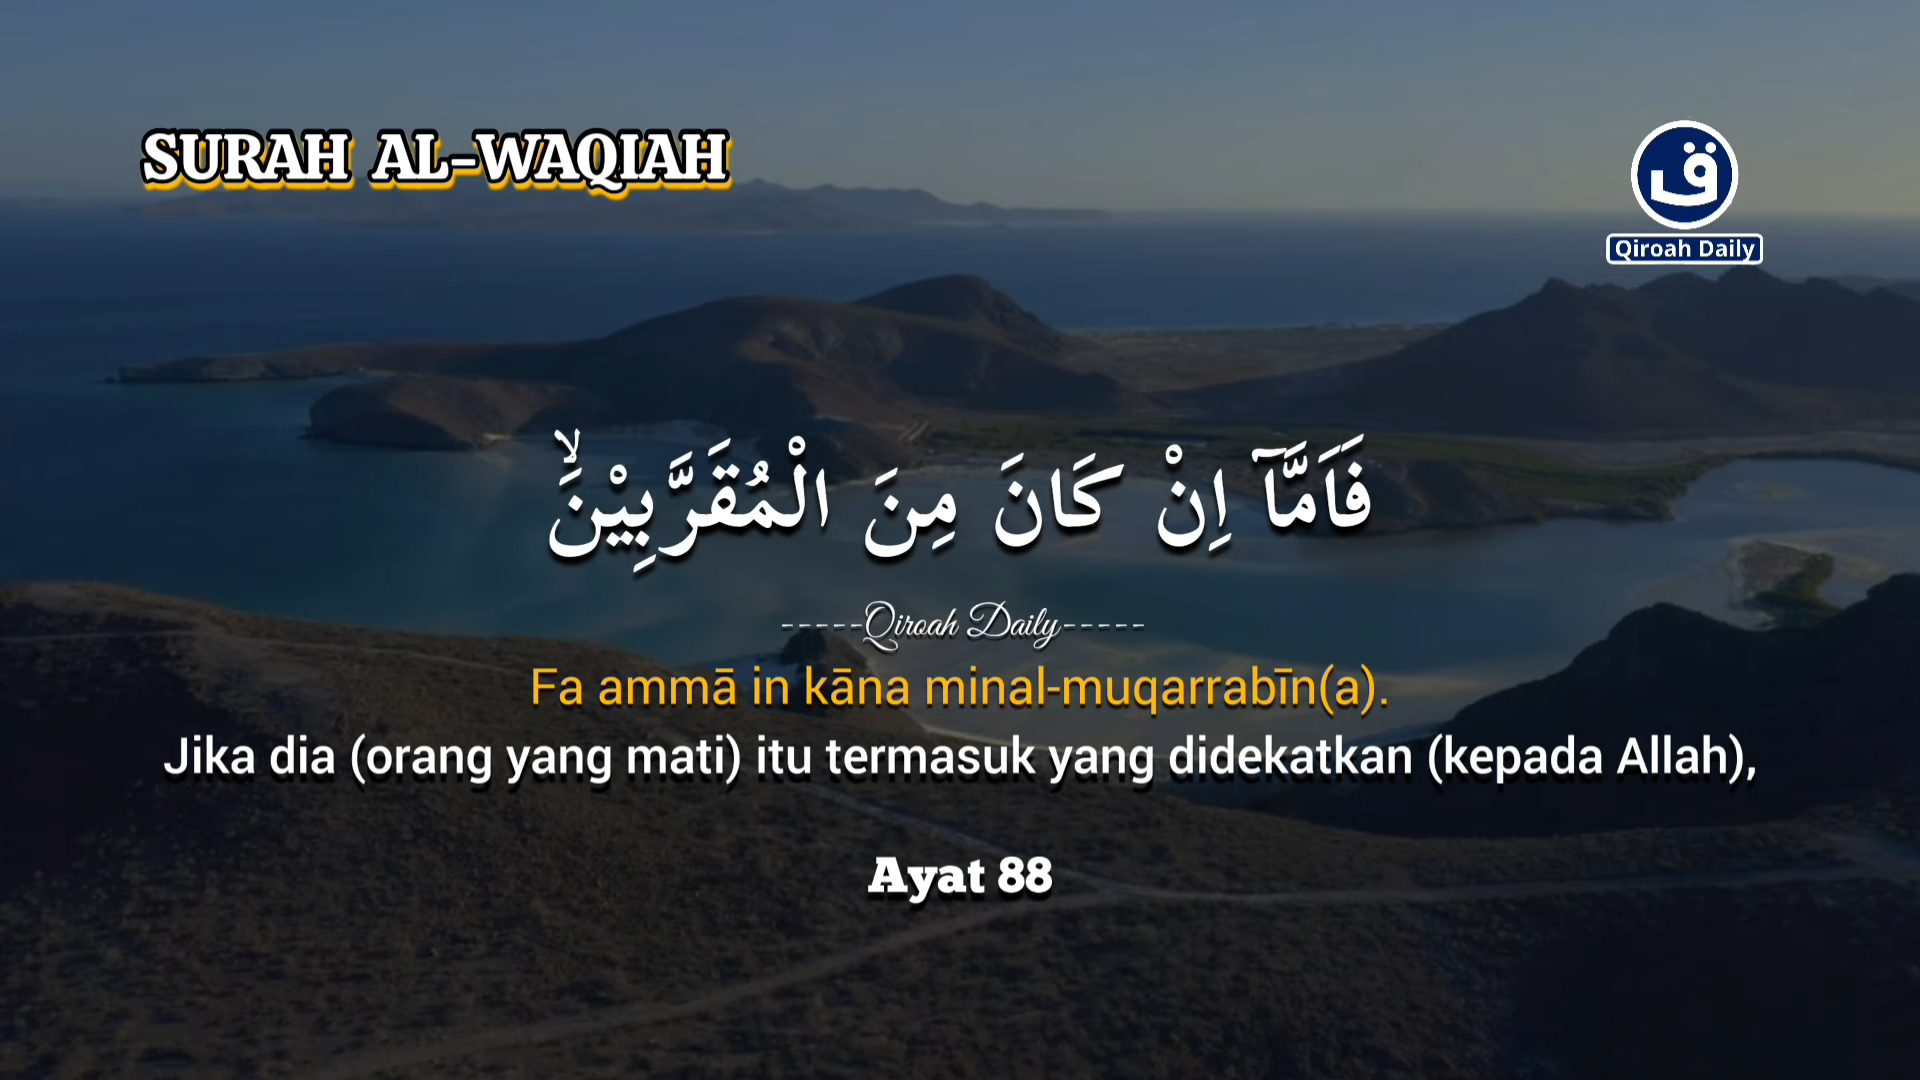 SURAH AL-WAQIAH
ق
Qiroah Daily
فَاَمَّآ اِنْ كَانَ مِنَ الْمُقَرَّبِيْنَۙ
-----Qiroah Daily-----
Fa ammā in kāna minal-muqarrabīn(a).
Jika dia (orang yang mati) itu termasuk yang didekatkan (kepada Allah),
Ayat 88